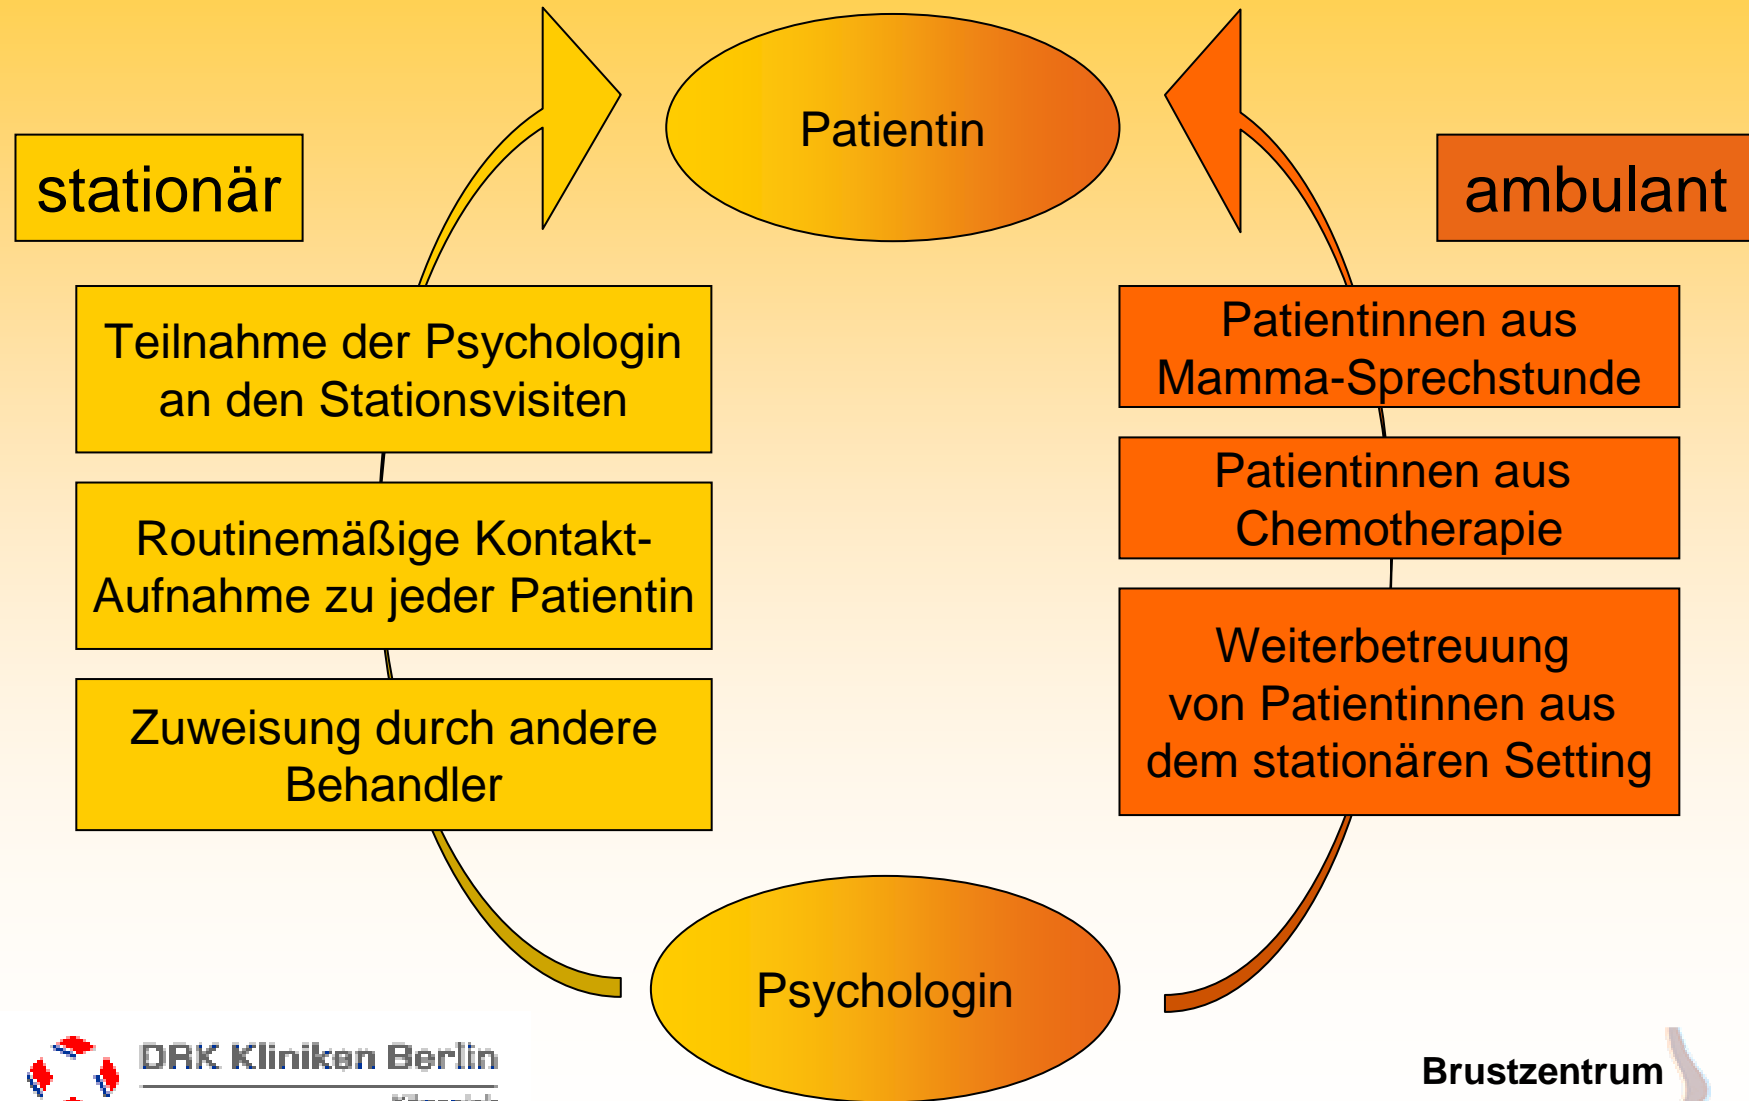 Patientin
stationär
ambulant
Teilnahme der Psychologin
an den Stationsvisiten
Routinemäßige Kontakt-
Aufnahme zu jeder Patientin
Zuweisung durch andere
Behandler
Patientinnen aus
Mamma-Sprechstunde
Patientinnen aus
Chemotherapie
Weiterbetreuung
von Patientinnen aus
dem stationären Setting
Psychologin
DRK Kliniken Berlin
Brustzentrum